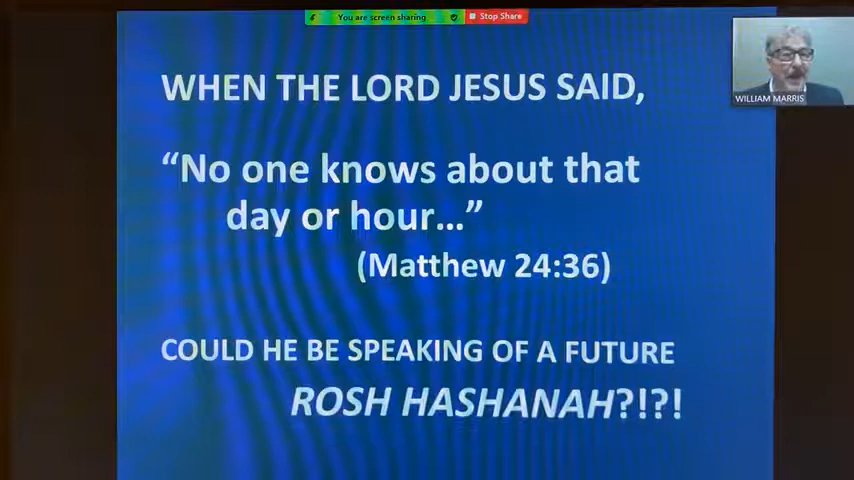 You are screen sharing
Stop Share
WILLIAM MARRIS
WHEN THE LORD JESUS SAID,
“No one knows about that
day or hour...”
(Matthew 24:36)
COULD HE BE SPEAKING OF A FUTURE
ROSH HASHANAH?!?!